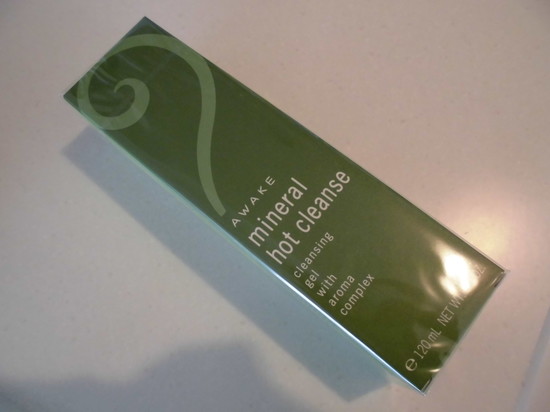 AWAKE
mineral
hot cleanse
cleansing
gel
with
aroma
complex
℮ 120 mL NET WT.